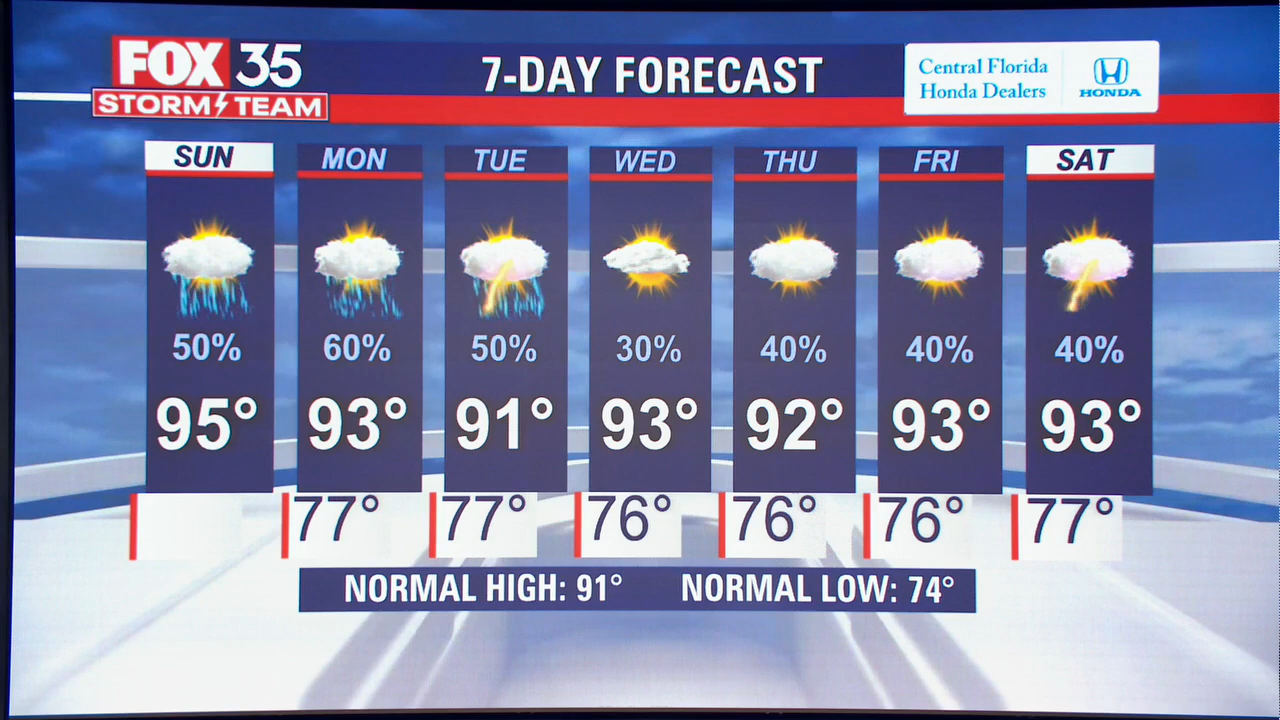 FOX 35
STORM TEAM
7-DAY FORECAST
Central Florida
Honda Dealers
HONDA
SUN MON TUE WED THU FRI SAT
50% 60% 50% 30% 40% 40% 40%
95° 93° 91° 93° 92° 93° 93°
77° 77° 76° 76° 76° 77°
NORMAL HIGH: 91° NORMAL LOW: 74°